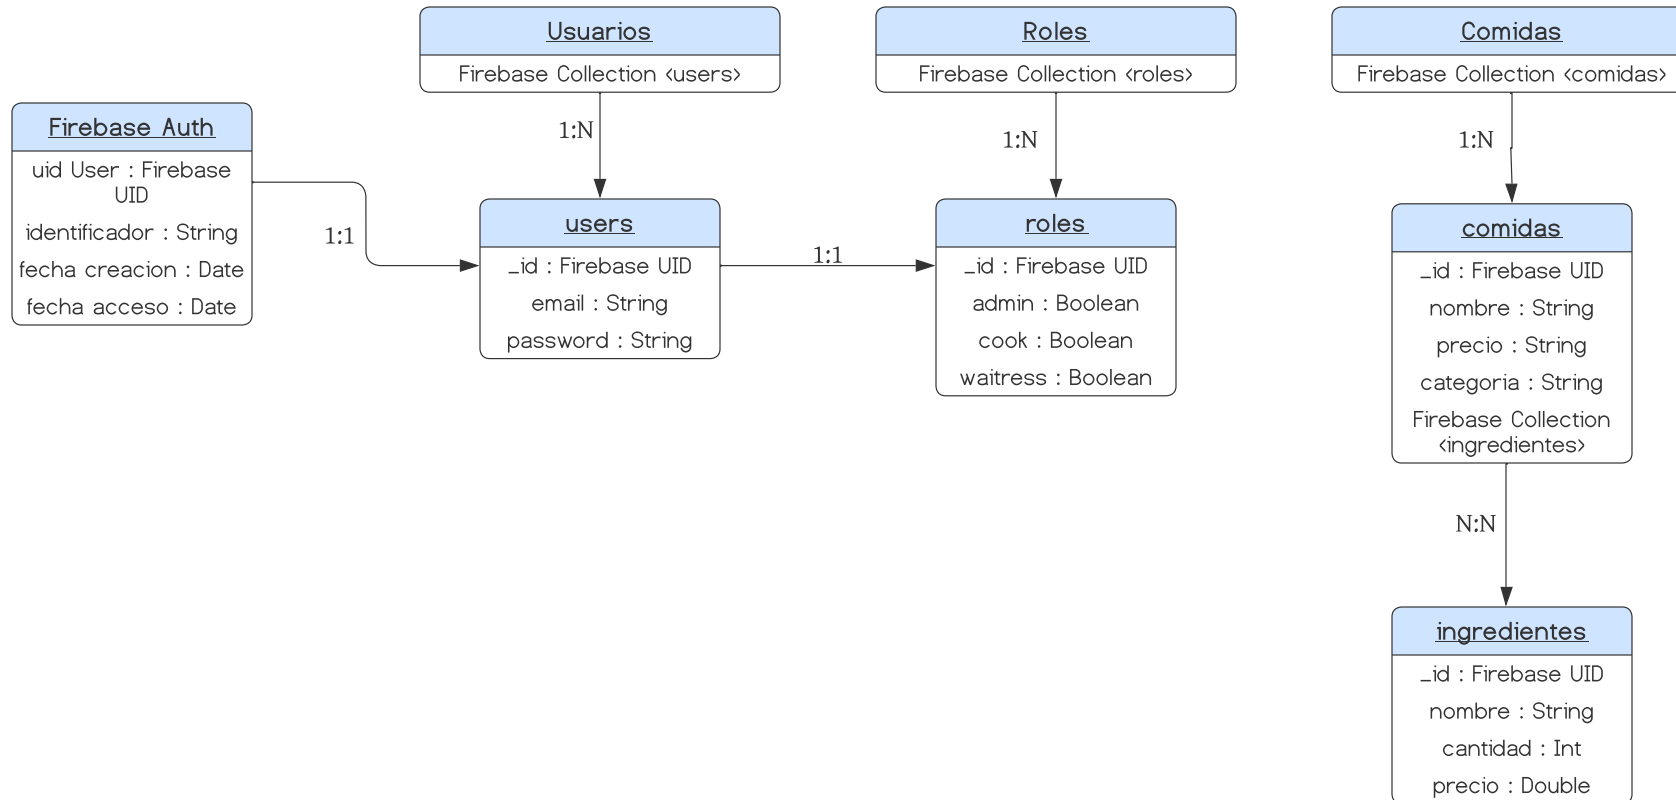 Usuarios
Firebase Collection <users>
Roles
Firebase Collection <roles>
Comidas
Firebase Collection <comidas>
Firebase Auth
uid User : Firebase
UID
identificador : String
fecha creacion : Date
fecha acceso : Date
1:1
1:N
users
_id : Firebase UID
email : String
password : String
1:1
1:N
roles
_id : Firebase UID
admin : Boolean
cook : Boolean
waitress : Boolean
1:N
comidas
_id : Firebase UID
nombre : String
precio : String
categoria : String
Firebase Collection
<ingredientes>
N:N
ingredientes
_id : Firebase UID
nombre : String
cantidad : Int
precio : Double